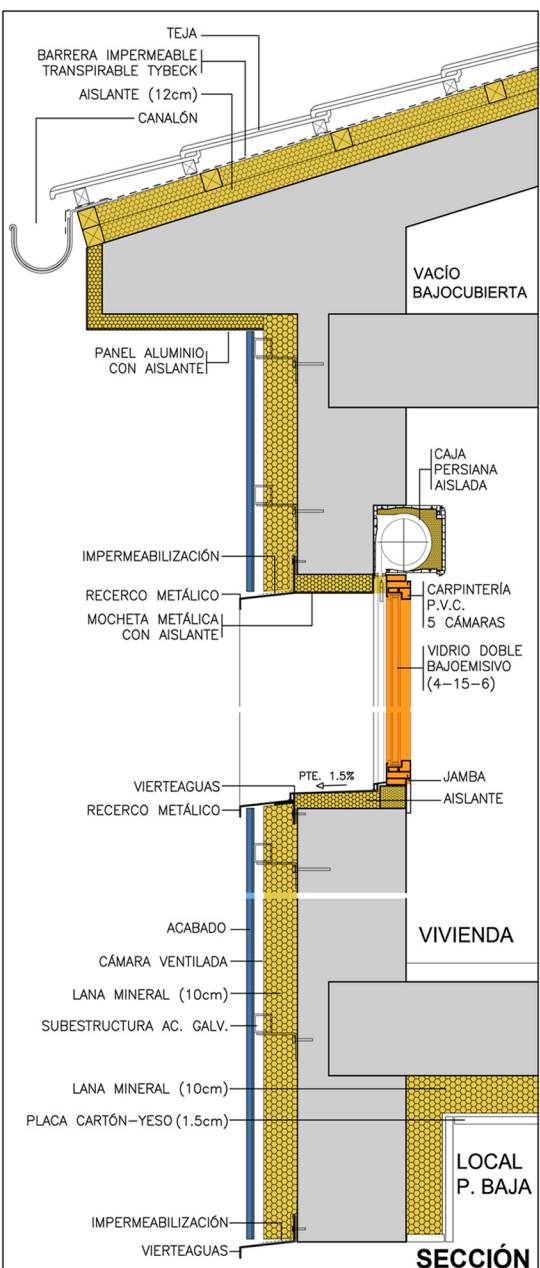 TEJA
BARRERA IMPERMEABLE
TRANSPIRABLE TYBECK
AISLANTE (12cm)
CANALÓN
VACÍO
BAJOCUBIERTA
PANEL ALUMINIO
CON AISLANTE
CAJA
PERSIANA
AISLADA
IMPERMEABILIZACIÓN
RECERCO METÁLICO
MOCHETA METÁLICA
CON AISLANTE
CARPINTERÍA
P.V.C.
5 CÁMARAS
VIDRIO DOBLE
BAJOEMISIVO
(4-15-6)
PTE. 1.5%
VIERTEAGUAS
RECERCO METÁLICO
JAMBA
AISLANTE
ACABADO
VIVIENDA
CÁMARA VENTILADA
LANA MINERAL (10cm)
SUBESTRUCTURA AC. GALV.
LANA MINERAL (10cm)
PLACA CARTÓN-YESO (1.5cm)
LOCAL
P. BAJA
IMPERMEABILIZACIÓN
VIERTEAGUAS
SECCIÓN